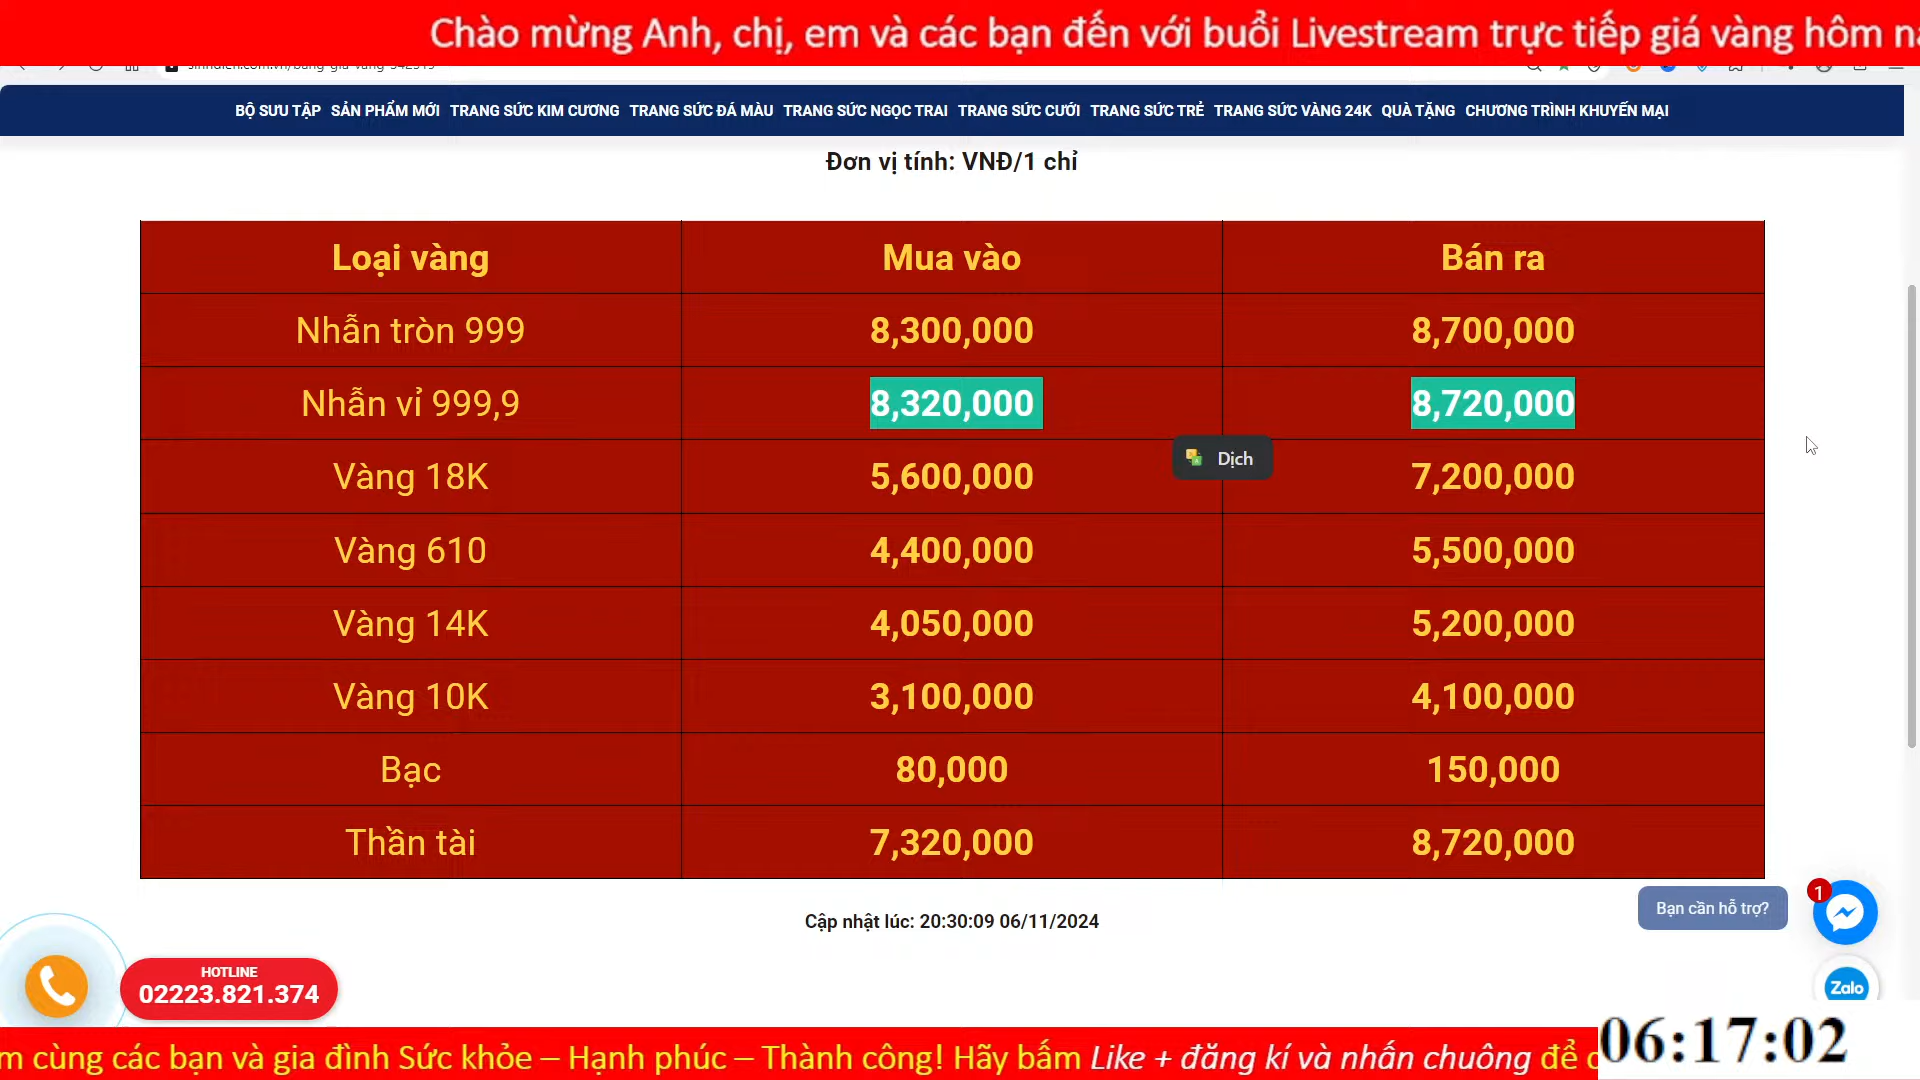 Chào mừng Anh, chị, em và các bạn đến với buổi Livestream trực tiếp giá vàng hôm
BỘ SƯU TẬP SẢN PHẨM MỚI TRANG SỨC KIM CƯƠNG TRANG SỨC ĐÁ MÀU TRANG SỨC NGỌC TRAI TRANG SỨC CƯỚI TRANG SỨC TRẺ TRANG SỨC VÀNG 24K QUÀ TẶNG CHƯƠNG TRÌNH KHUYẾN MẠI
Đơn vị tính: VNĐ/1 chỉ
Loại vàng Mua vào Bán ra
Nhẫn tròn 999 8,300,000 8,700,000
Nhẫn vỉ 999,9 8,320,000 8,720,000
Dịch
Vàng 18K 5,600,000 7,200,000
Vàng 610 4,400,000 5,500,000
Vàng 14K 4,050,000 5,200,000
Vàng 10K 3,100,000 4,100,000
Bạc 80,000 150,000
Thần tài 7,320,000 8,720,000
Cập nhật lúc: 20:30:09 06/11/2024
Bạn cần hỗ trợ?
1
Zalo
HOTLINE
02223.821.374
cùng các bạn và gia đình Sức khỏe – Hạnh phúc – Thành công! Hãy bấm Like + đăng kí và nhấn chuông để
06:17:02